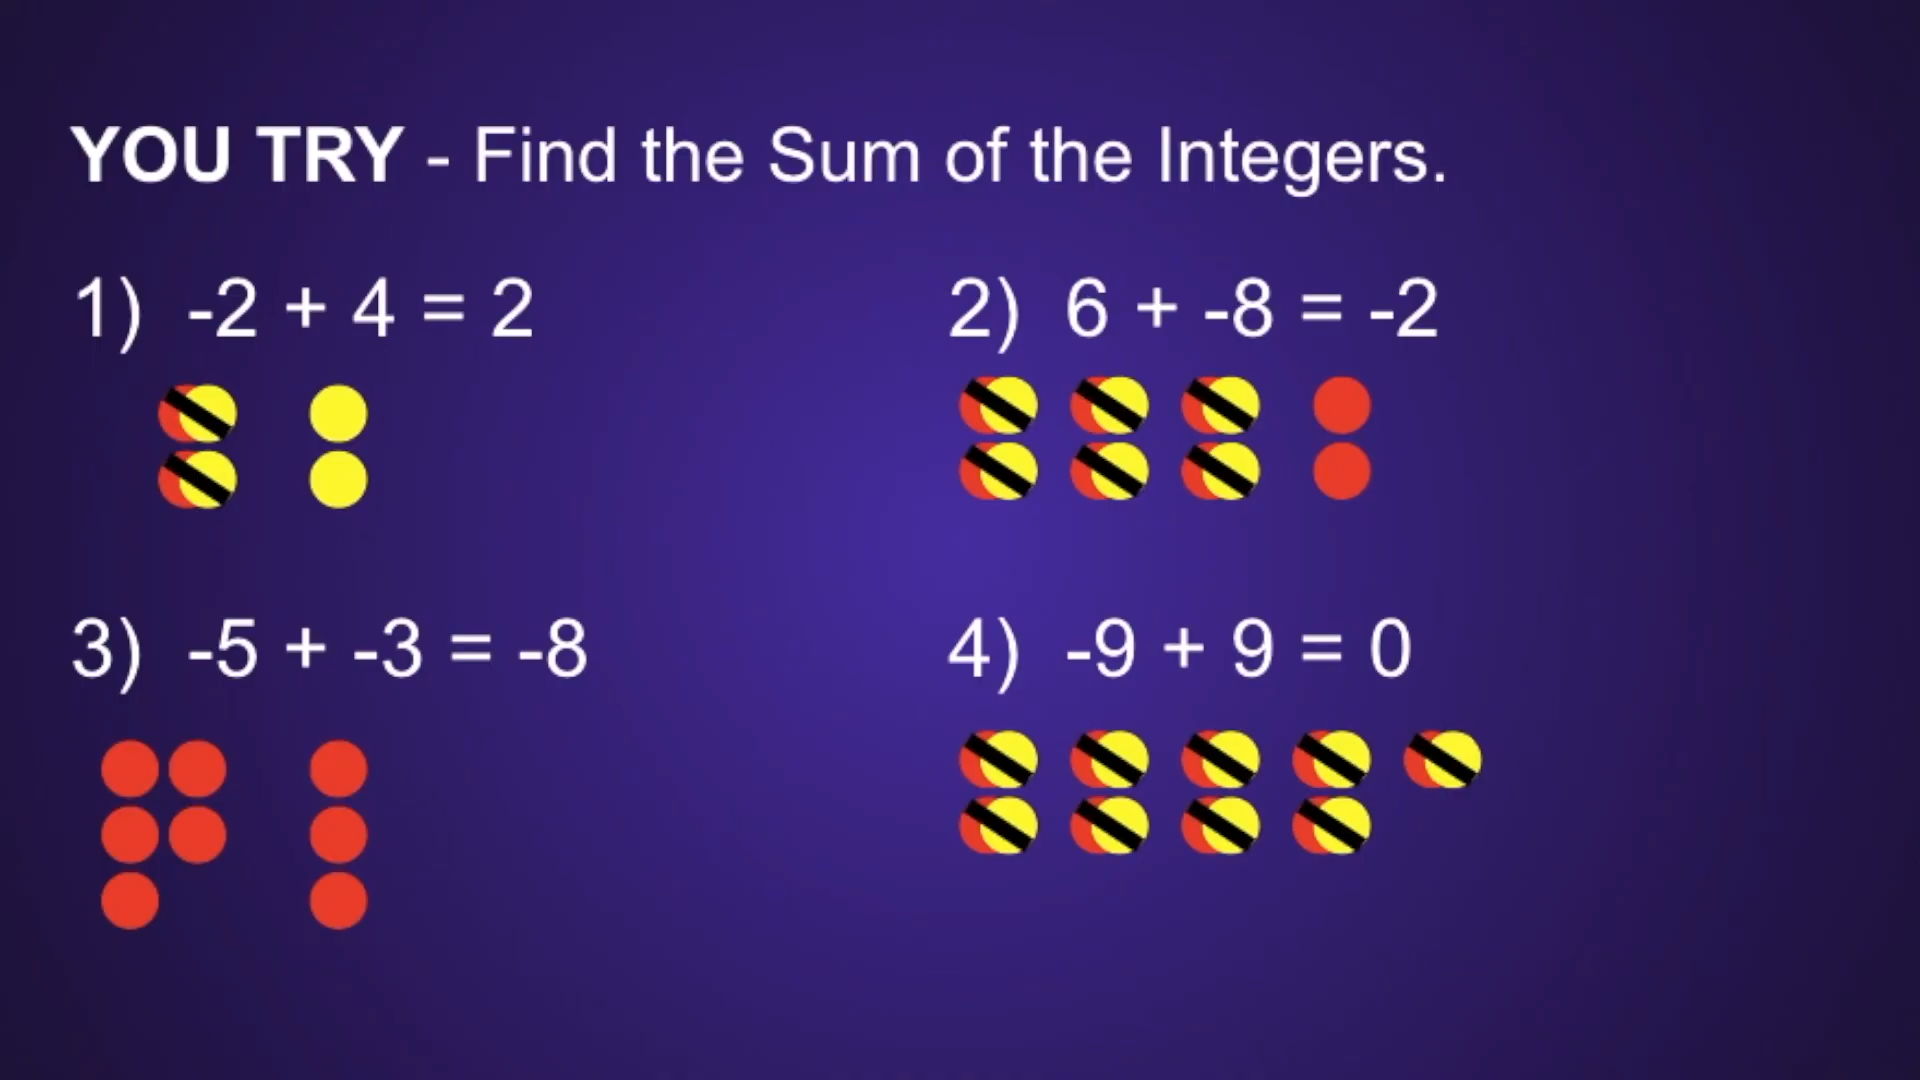 YOU TRY - Find the Sum of the Integers.
1) -2 + 4 = 2
2) 6 + -8 = -2
3) -5 + -3 = -8
4) -9 + 9 = 0